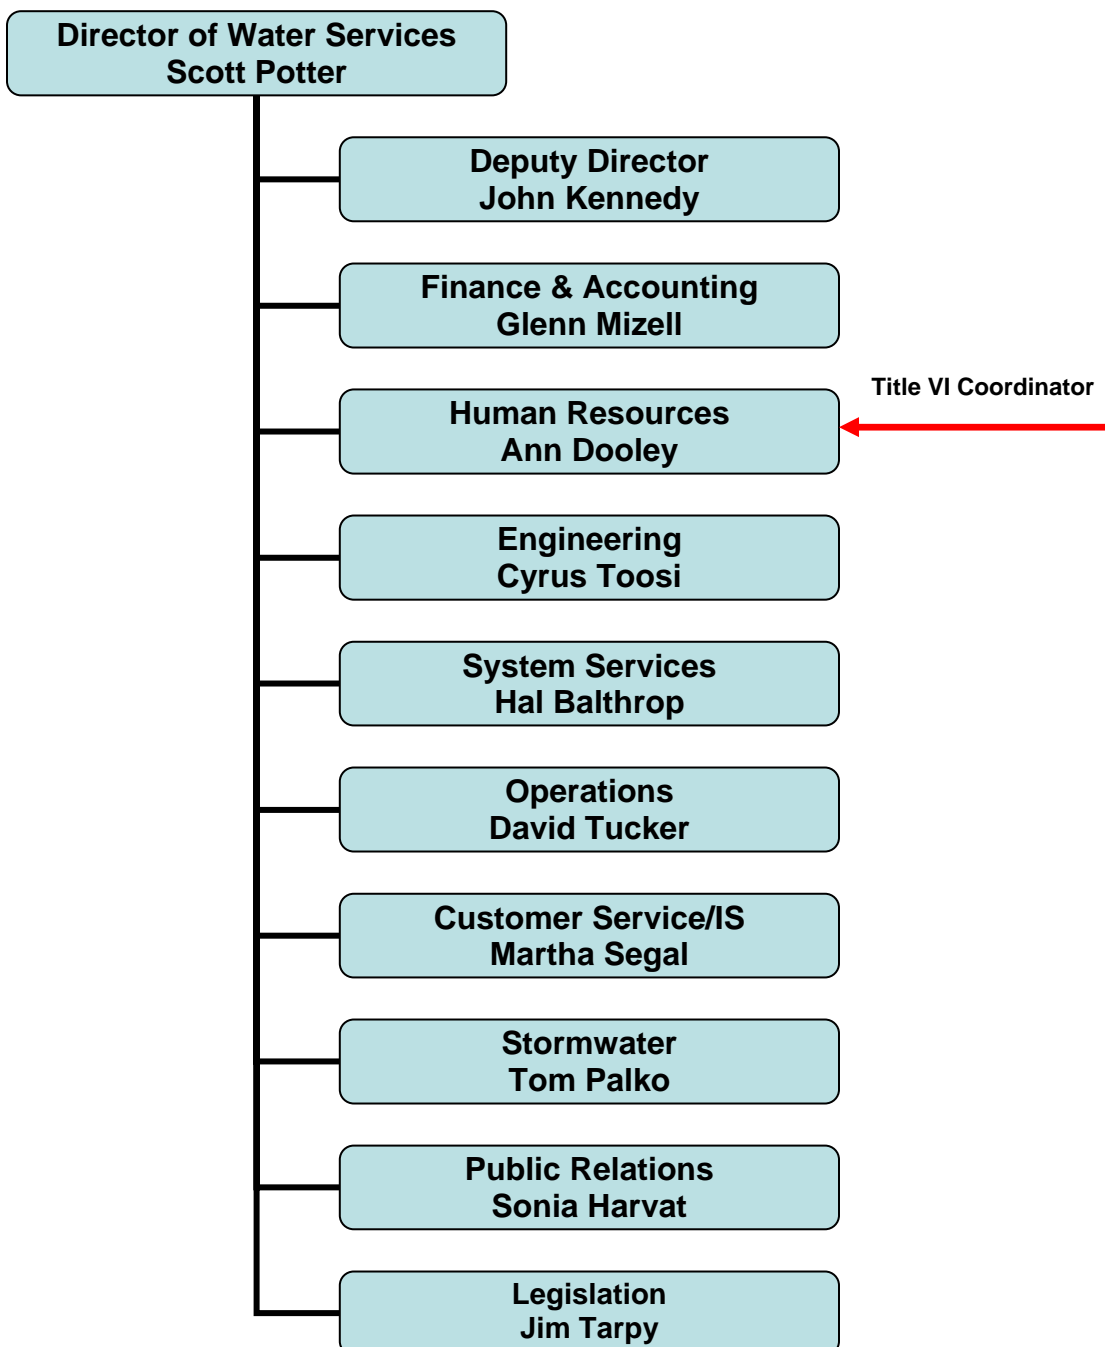 Director of Water Services
Scott Potter
Deputy Director
John Kennedy
Finance & Accounting
Glenn Mizell
Title VI Coordinator
Human Resources
Ann Dooley
Engineering
Cyrus Toosi
System Services
Hal Balthrop
Operations
David Tucker
Customer Service/IS
Martha Segal
Stormwater
Tom Palko
Public Relations
Sonia Harvat
Legislation
Jim Tarpy